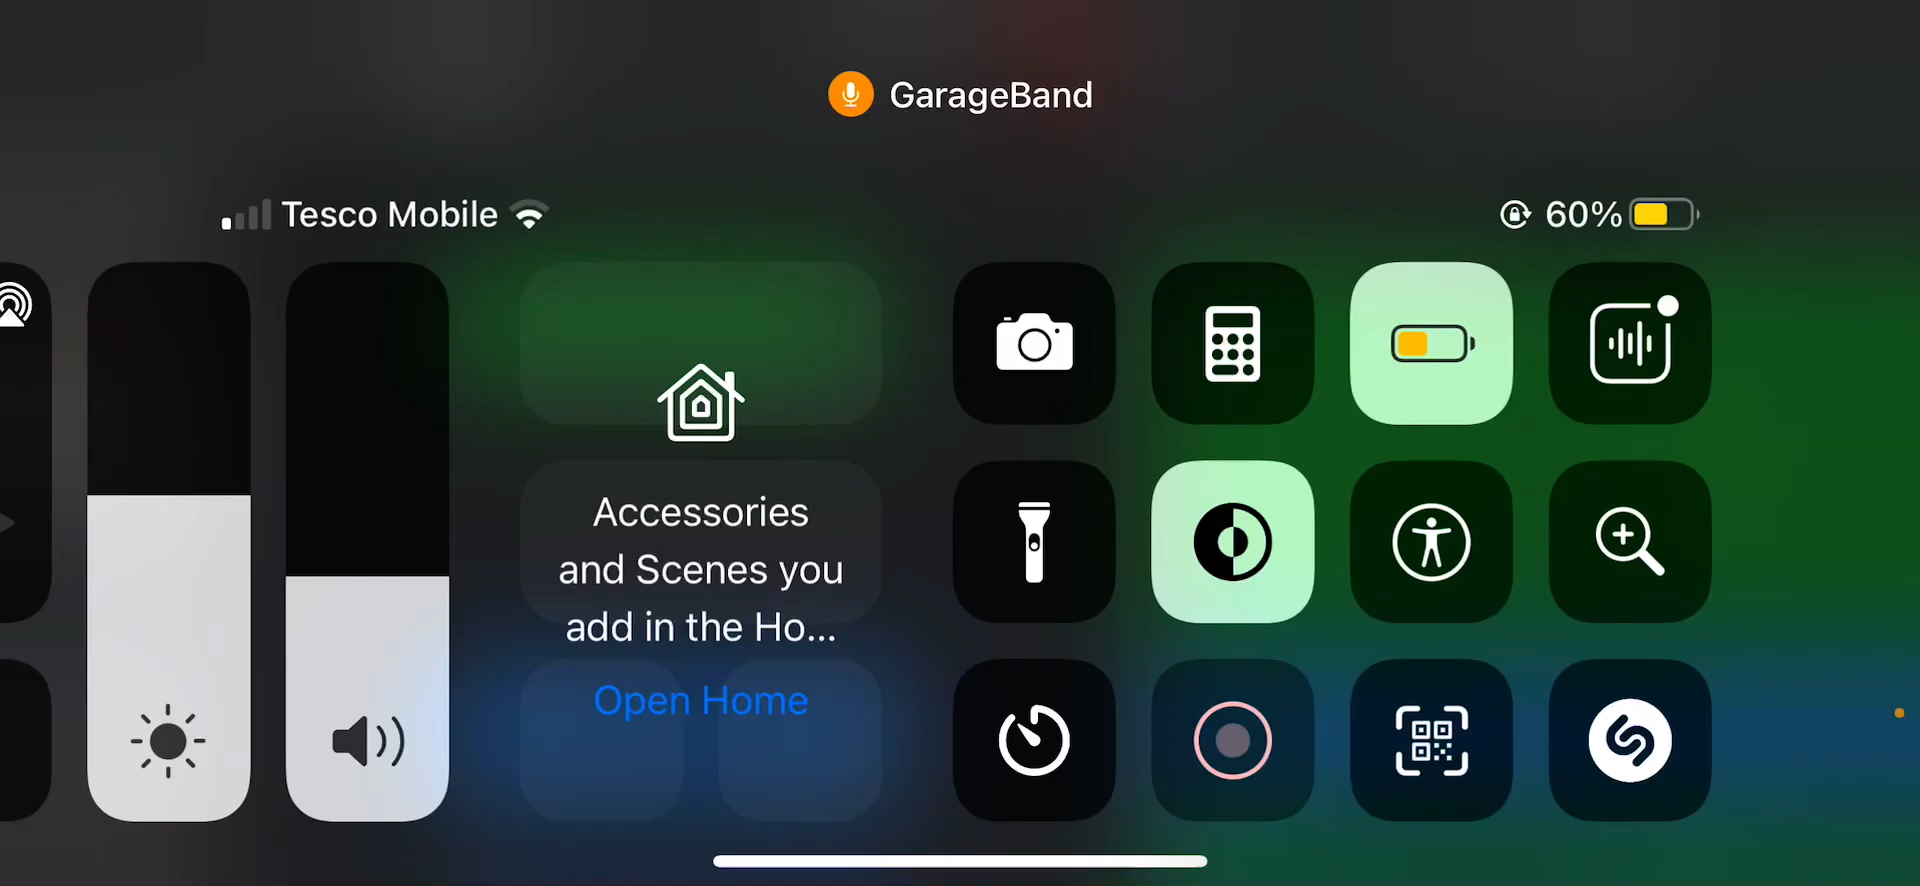 GarageBand
Tesco Mobile
60%
Accessories
and Scenes you
add in the Ho...
Open Home